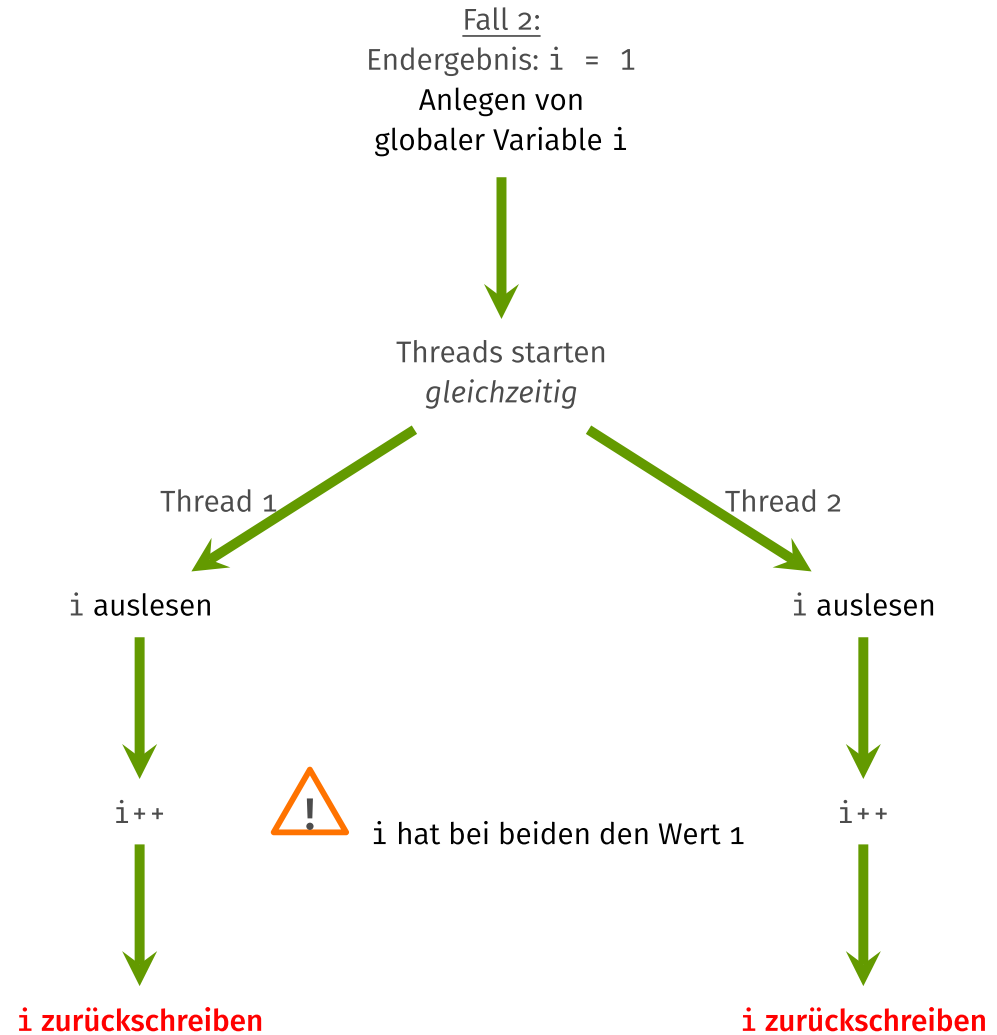 Fall 2:
Endergebnis: i = 1
Anlegen von
globaler Variable i
Threads starten
gleichzeitig
Thread 1
Thread 2
i auslesen
i auslesen
i++
!
i hat bei beiden den Wert 1
i++
i zurückschreiben
i zurückschreiben